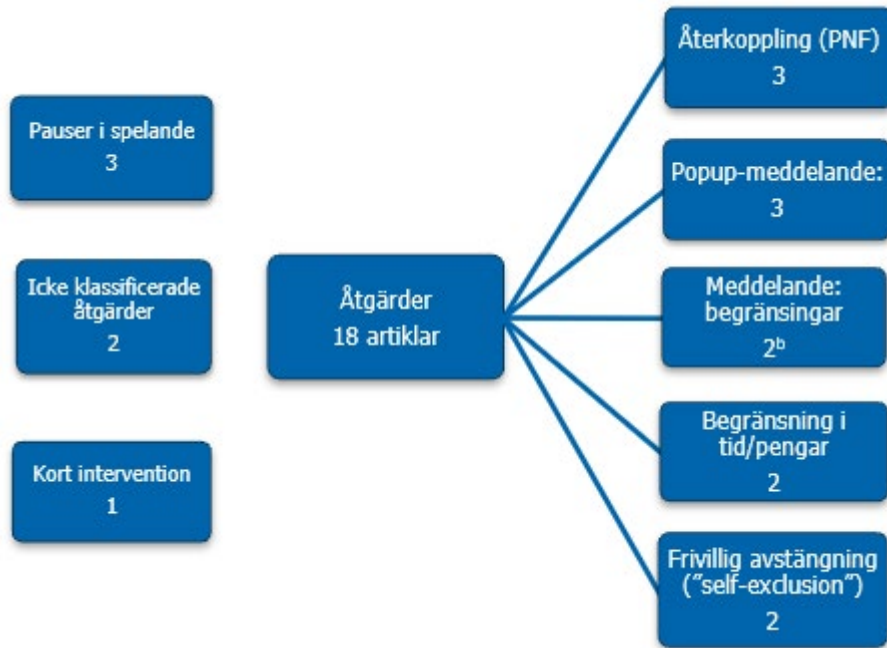 Pauser i spelande
3
Icke klassificerade
åtgärder
2
Kort intervention
1
Åtgärder
18 artiklar
Återkoppling (PNF)
3
Popup-meddelande:
3
Meddelande:
begränsingar
2ᵇ
Begränsning i
tid/pengar
2
Frivillig avstängning
(”self-exclusion”)
2